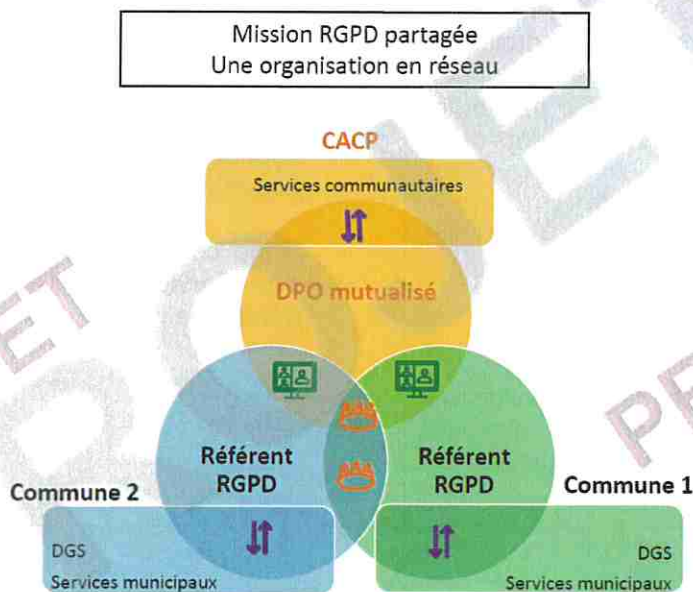 Mission RGPD partagée
Une organisation en réseau
CACP
Services communautaires
DPO mutualisé
Référent
RGPD
Référent
RGPD
Commune 2
Commune 1
DGS
Services municipaux
DGS
Services municipaux
PROJET